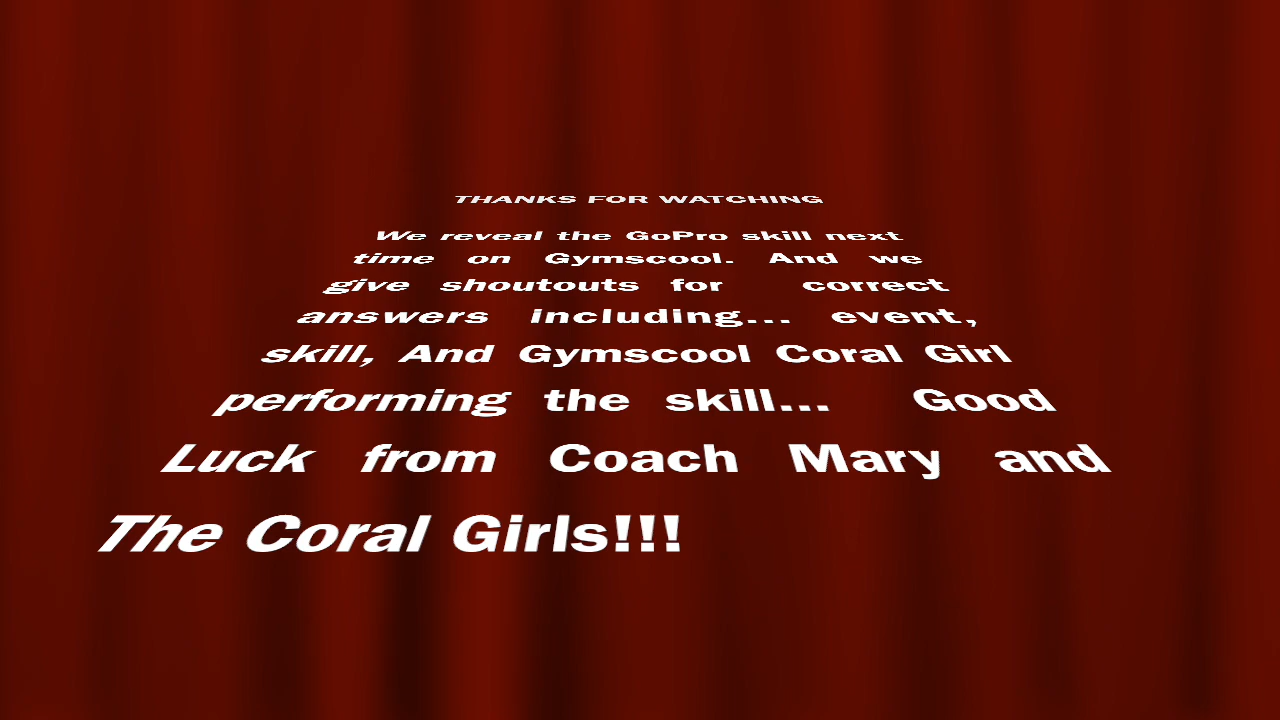 THANKS FOR WATCHING
We reveal the GoPro skill next
time on Gymscool. And we
give shoutouts for correct
answers including... event,
skill, And Gymscool Coral Girl
performing the skill... Good
Luck from Coach Mary and
The Coral Girls!!!